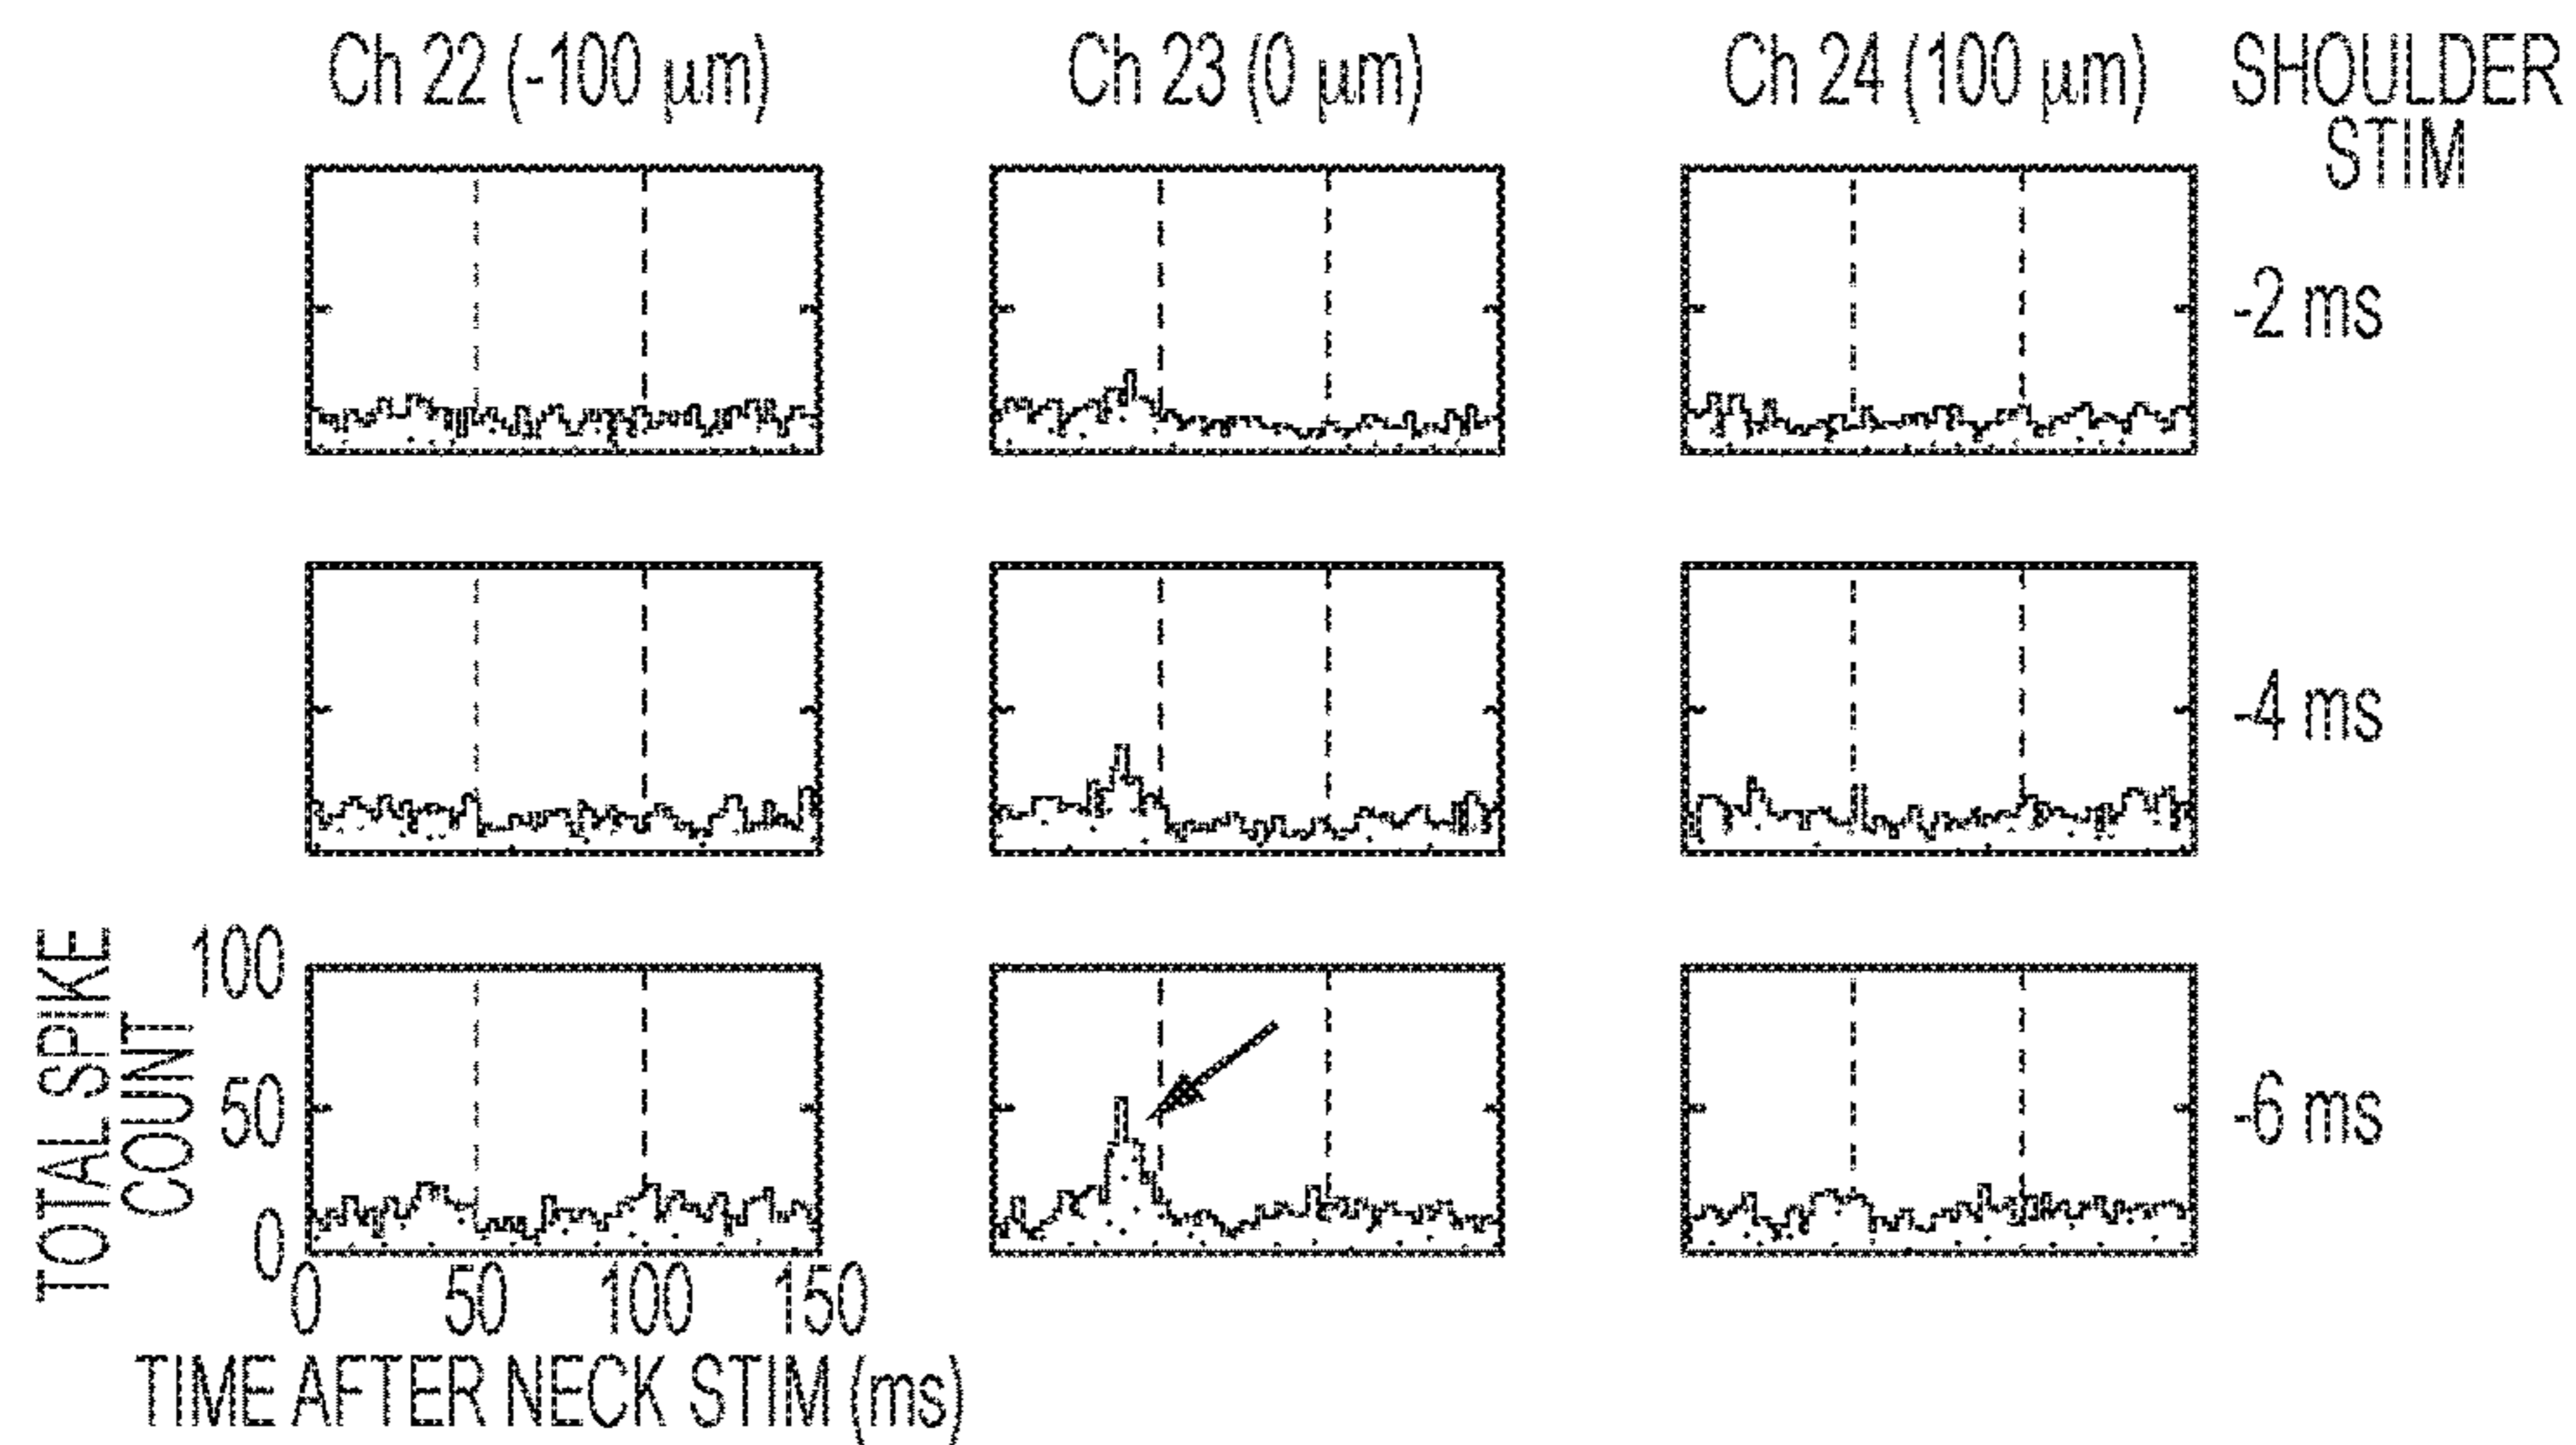 Ch 22 (-100 μm)
Ch 23 (0 μm)
Ch 24 (100 μm)
SHOULDER
STIM
-2 ms
-4 ms
-6 ms
TOTAL SPIKE
COUNT
100
50
0
0 50 100 150
TIME AFTER NECK STIM (ms)